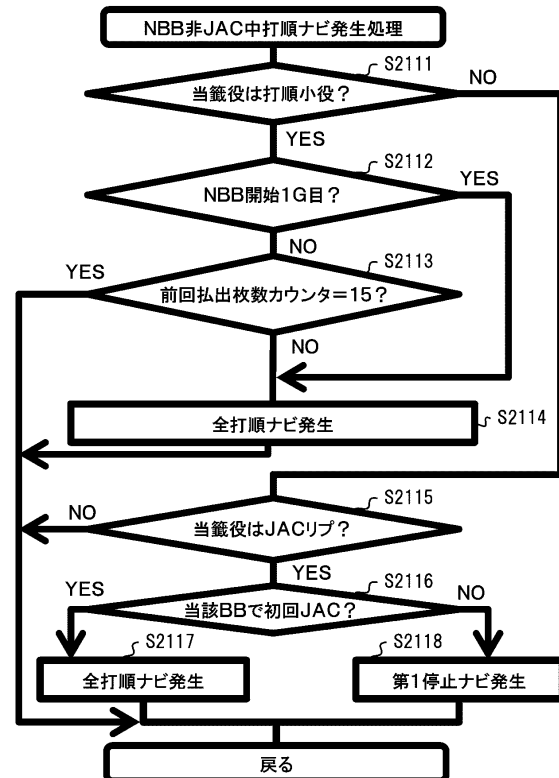 NBB非JAC中打順ナビ発生処理
S2111
当籤役は打順小役？
NO
YES
S2112
NBB開始1G目？
YES
NO
S2113
YES
前回払出枚数カウンタ＝15？
NO
全打順ナビ発生
S2114
S2115
NO
当籤役はJACリプ？
YES
S2116
YES
当該BBで初回JAC？
NO
S2117
S2118
全打順ナビ発生
第1停止ナビ発生
戻る